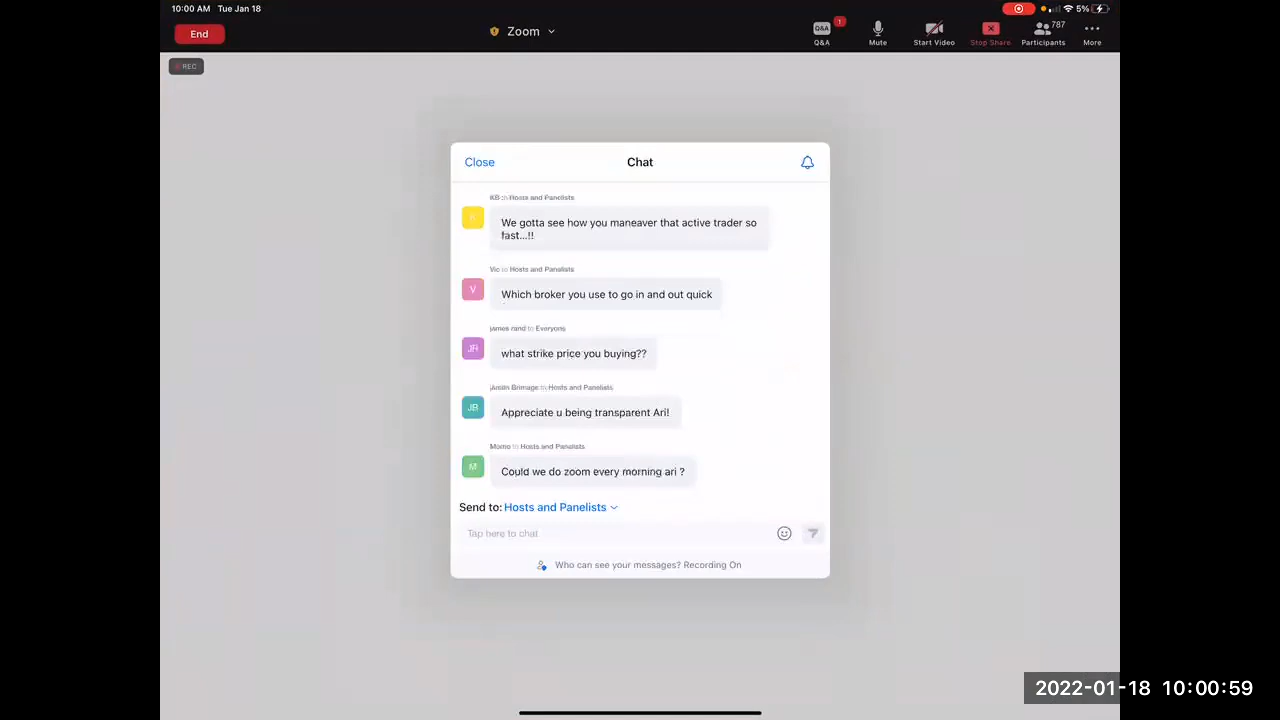 10:00 AM Tue Jan 18
5%
End
Zoom
Q&A
1
Q&A
Mute
Start Video
Stop Share
787
Participants
More
REC
Close
Chat
KB to Hosts and Panelists
K
We gotta see how you maneaver that active trader so
fast...!!
Vic to Hosts and Panelists
V
Which broker you use to go in and out quick
james rand to Everyone
JR
what strike price you buying??
Justin Brimage to Hosts and Panelists
JB
Appreciate u being transparent Ari!
Momo to Hosts and Panelists
M
Could we do zoom every morning ari ?
Send to: Hosts and Panelists
Tap here to chat
Who can see your messages? Recording On
2022-01-18 10:00:59